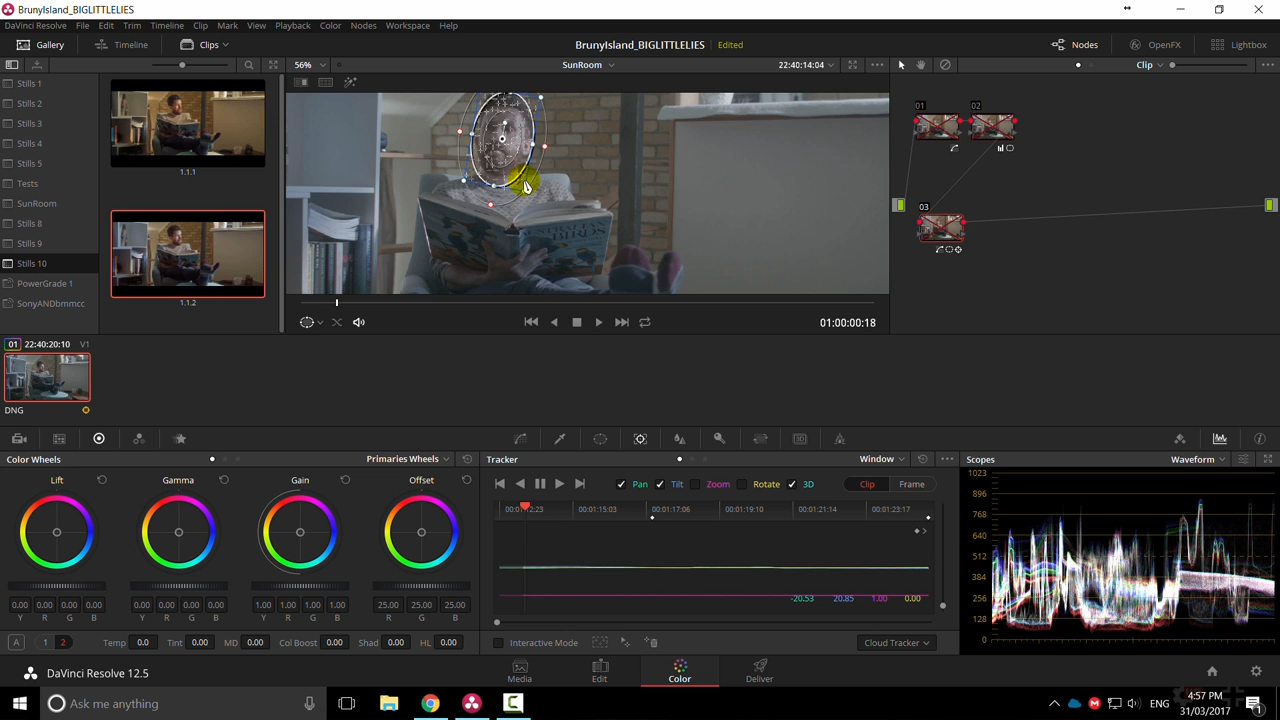 BrunyIsland_BIGLITTLELIES
DaVinci Resolve File Edit Trim Timeline Clip Mark View Playback Color Nodes Workspace Help
Gallery Timeline Clips BrunyIsland_BIGLITTLELIES Edited Nodes OpenFX Lightbox
56% SunRoom 22:40:14:04 Clip
Stills 1
Stills 2
Stills 3
Stills 4
Stills 5
Tests
SunRoom
Stills 8
Stills 9
Stills 10
PowerGrade 1
SonyANDbmmcc
1.1.1
1.1.2
01 02
03
01:00:00:18
01 22:40:20:10 V1
DNG
Color Wheels Primaries Wheels
Lift Gamma Gain Offset
0.00 0.00 0.00 0.00 0.00 0.00 0.00 0.00 1.00 1.00 1.00 1.00 25.00 25.00 25.00
Y R G B Y R G B Y R G B R G B
A 1 2 Temp 0.0 Tint 0.00 MD 0.00 Col Boost 0.00 Shad 0.00 HL 0.00
Tracker Window
Pan Tilt Zoom Rotate 3D Clip Frame
00:01:12:23 00:01:15:03 00:01:17:06 00:01:19:10 00:01:21:14 00:01:23:17
-20.53 20.85 1.00 0.00
Interactive Mode Cloud Tracker
Scopes Waveform
1023
896
768
640
512
384
256
128
0
DaVinci Resolve 12.5 Media Edit Color Deliver
Ask me anything
ENG 4:57 PM
31/03/2017
1